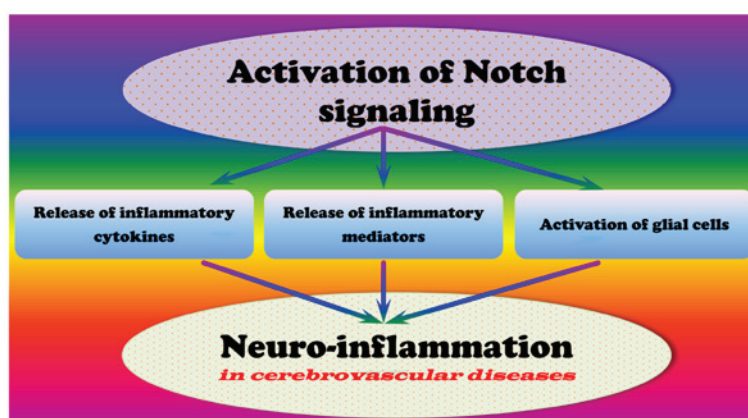 Activation of Notch
signaling
Release of inflammatory
cytokines
Release of inflammatory
mediators
Activation of glial cells
Neuro-inflammation
in cerebrovascular diseases